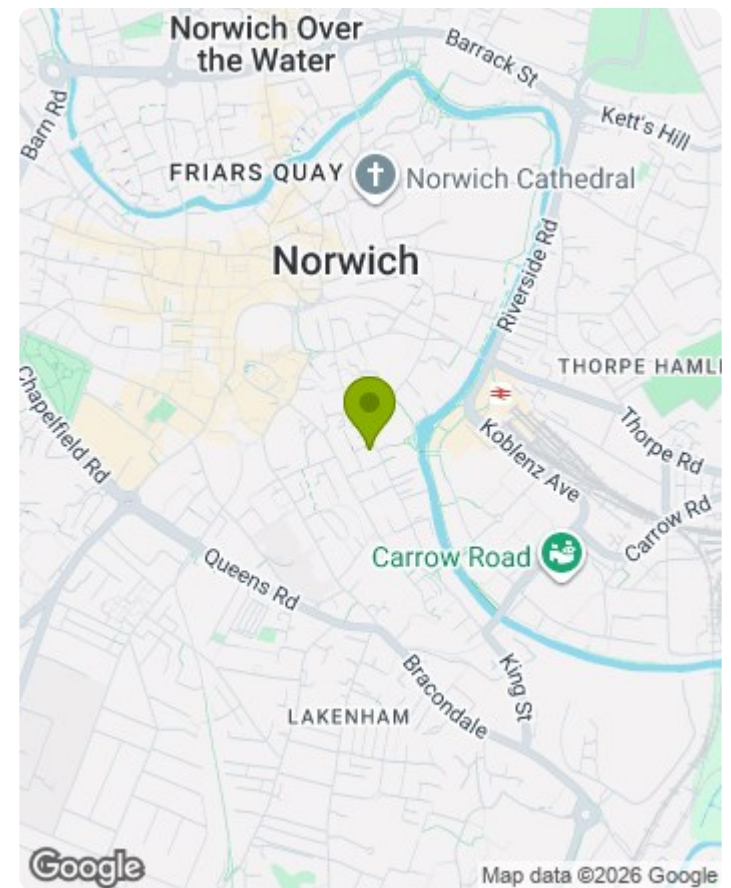 Norwich Over
the Water
Barrack St
Barn Rd
Kett's Hill
FRIARS QUAY
Norwich Cathedral
Norwich
Riverside Rd
THORPE HAMLE
Chapelfield Rd
Thorpe Rd
Koblenz Ave
Carrow Rd
Carrow Road
Queens Rd
King St
Bracondale
LAKENHAM
Google
Map data ©2026 Google